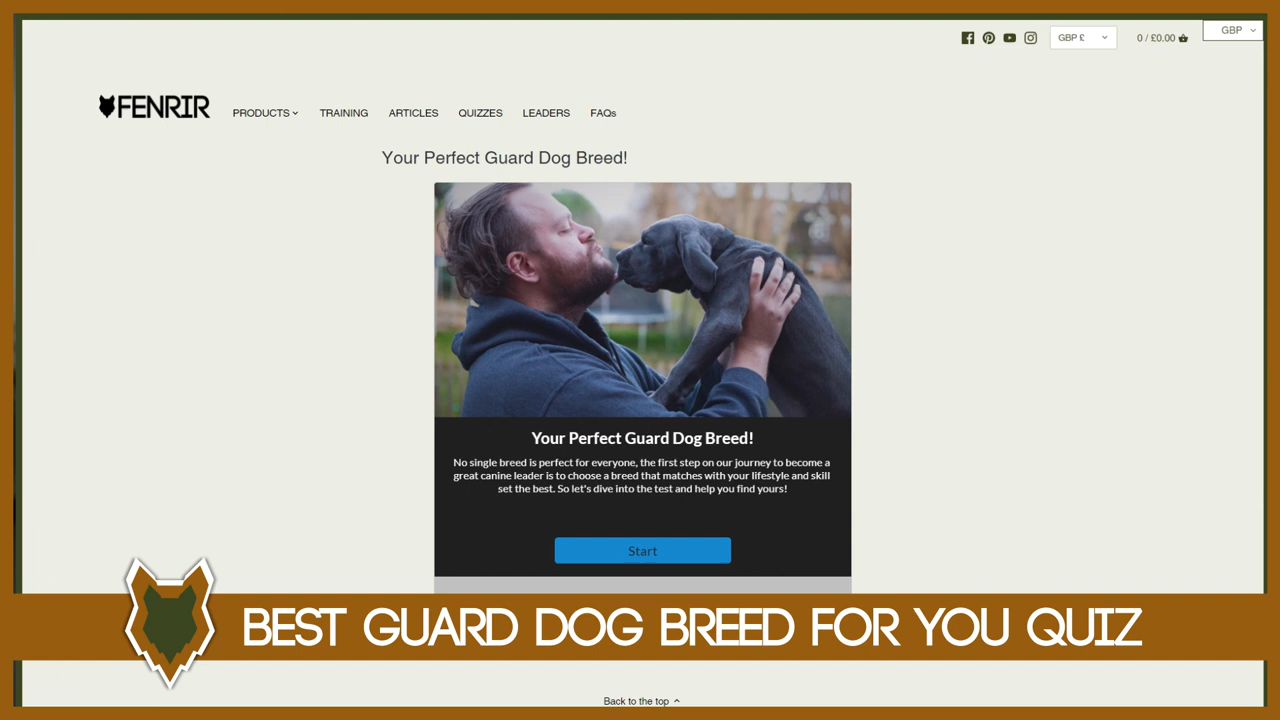 GBP £
0 / £0.00
GBP
FENRIR
PRODUCTS
TRAINING
ARTICLES
QUIZZES
LEADERS
FAQs
Your Perfect Guard Dog Breed!
Your Perfect Guard Dog Breed!
No single breed is perfect for everyone, the first step on our journey to become a
great canine leader is to choose a breed that matches with your lifestyle and skill
set the best. So let's dive into the test and help you find yours!
Start
BEST GUARD DOG BREED FOR YOU QUIZ
Back to the top